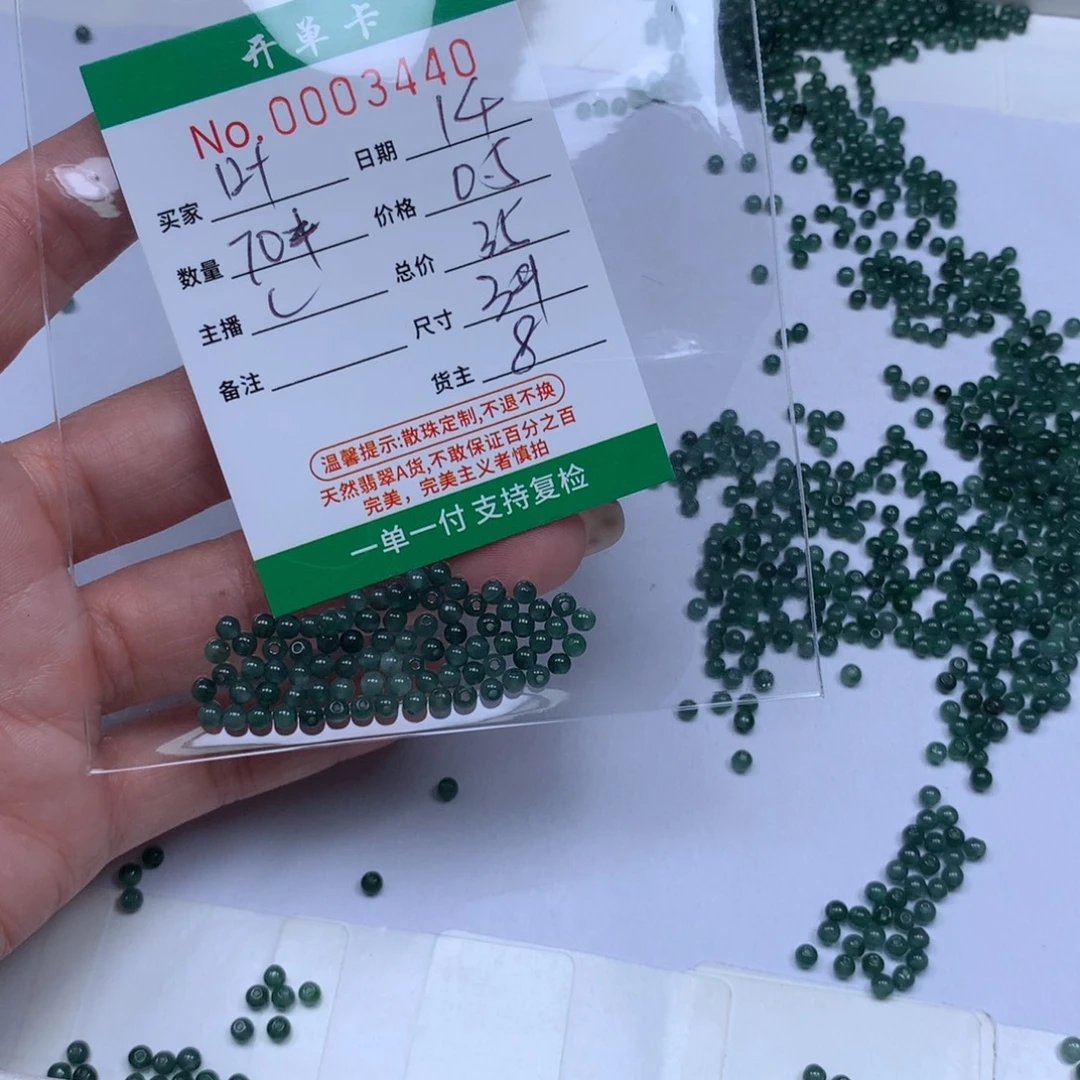 开单卡
No.0003440
买家 日期 14
数量 70 价格 0.5
主播 总价 35
备注 尺寸
货主 8
温馨提示:散珠定制,不退不换
天然翡翠A货,不敢保证百分之百
完美，完美主义者慎拍
一单一付 支持复检